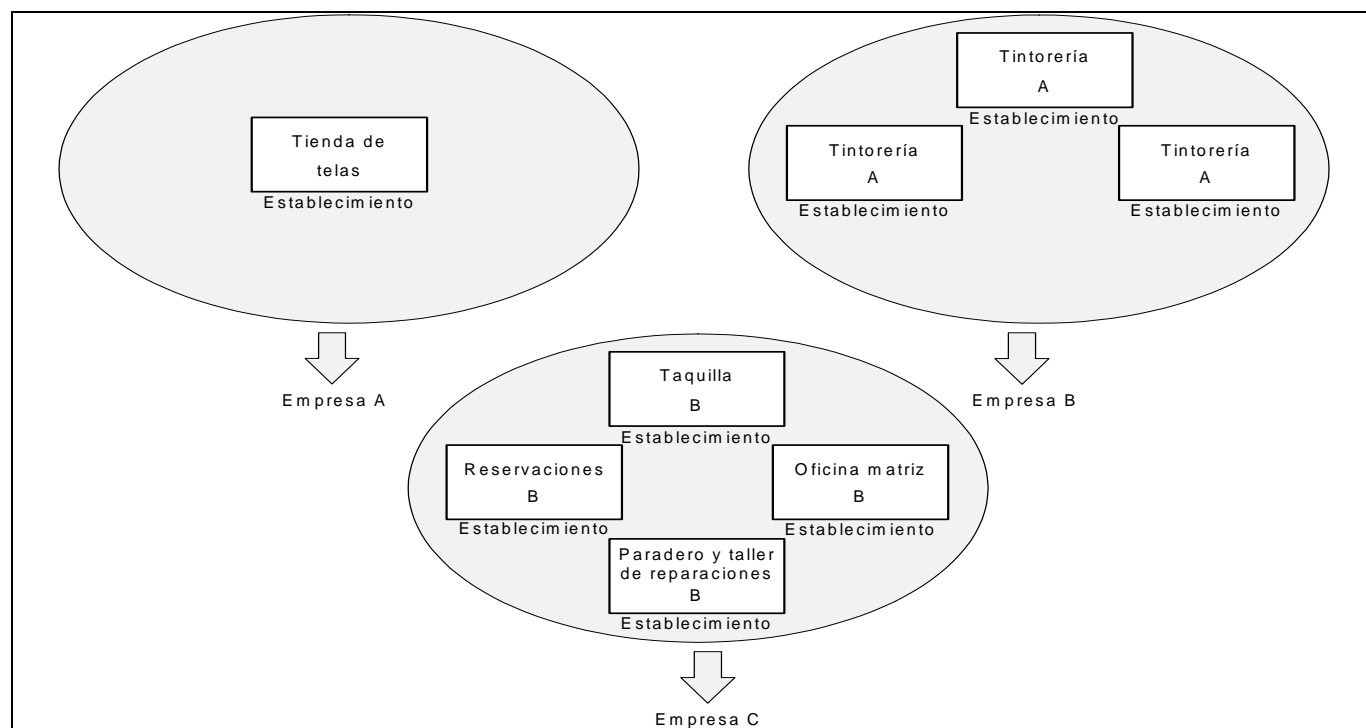 Tienda de
telas
Establecimiento
Empresa A
Tintorería
A
Establecimiento
Tintorería
A
Establecimiento
Tintorería
A
Establecimiento
Empresa B
Taquilla
B
Establecimiento
Reservaciones
B
Establecimiento
Oficina matriz
B
Establecimiento
Paradero y taller
de reparaciones
B
Establecimiento
Empresa C